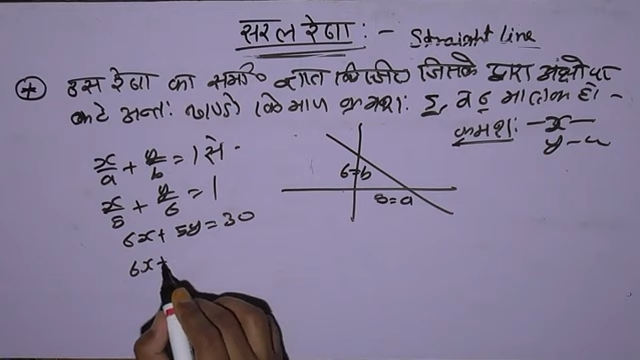 सरल रेखा :- Straight Line
* उस रेखा का समी० ज्ञात कीजिए जिसके द्वारा अक्षों पर
काटे अन्तः खण्डों के माप क्रमशः 5 व 6 मात्रक हो -
क्रमशः -x-
y-
x/a + y/b = 1 से -
x/5 + y/6 = 1
6x + 5y = 30
6x +
6=b
5=a